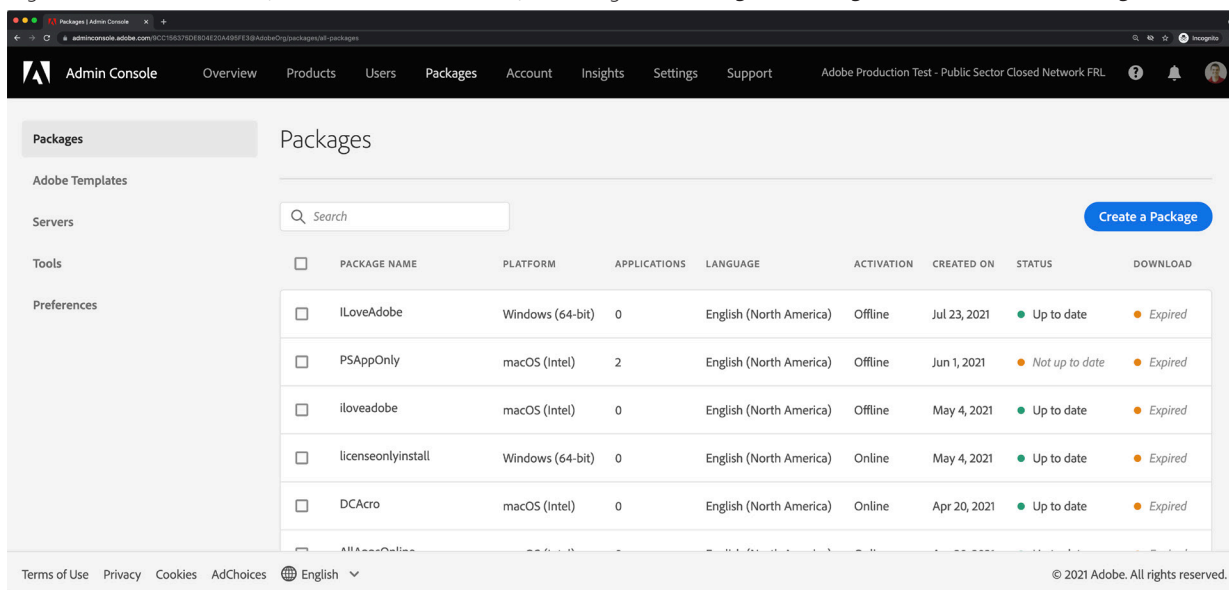 Packages | Admin Console
adminconsole.adobe.com/9CC156375DE804E20A495FE3@AdobeOrg/packages/all-packages
Incognito
Admin Console Overview Products Users Packages Account Insights Settings Support Adobe Production Test - Public Sector Closed Network FRL
Packages
Adobe Templates
Servers
Tools
Preferences
Packages
Search
Create a Package
PACKAGE NAME PLATFORM APPLICATIONS LANGUAGE ACTIVATION CREATED ON STATUS DOWNLOAD
ILoveAdobe Windows (64-bit) 0 English (North America) Offline Jul 23, 2021 Up to date Expired
PSAppOnly macOS (Intel) 2 English (North America) Offline Jun 1, 2021 Not up to date Expired
iloveadobe macOS (Intel) 0 English (North America) Offline May 4, 2021 Up to date Expired
licenseonlyinstall Windows (64-bit) 0 English (North America) Online May 4, 2021 Up to date Expired
DCAcro macOS (Intel) 0 English (North America) Online Apr 20, 2021 Up to date Expired
Terms of Use Privacy Cookies AdChoices English © 2021 Adobe. All rights reserved.